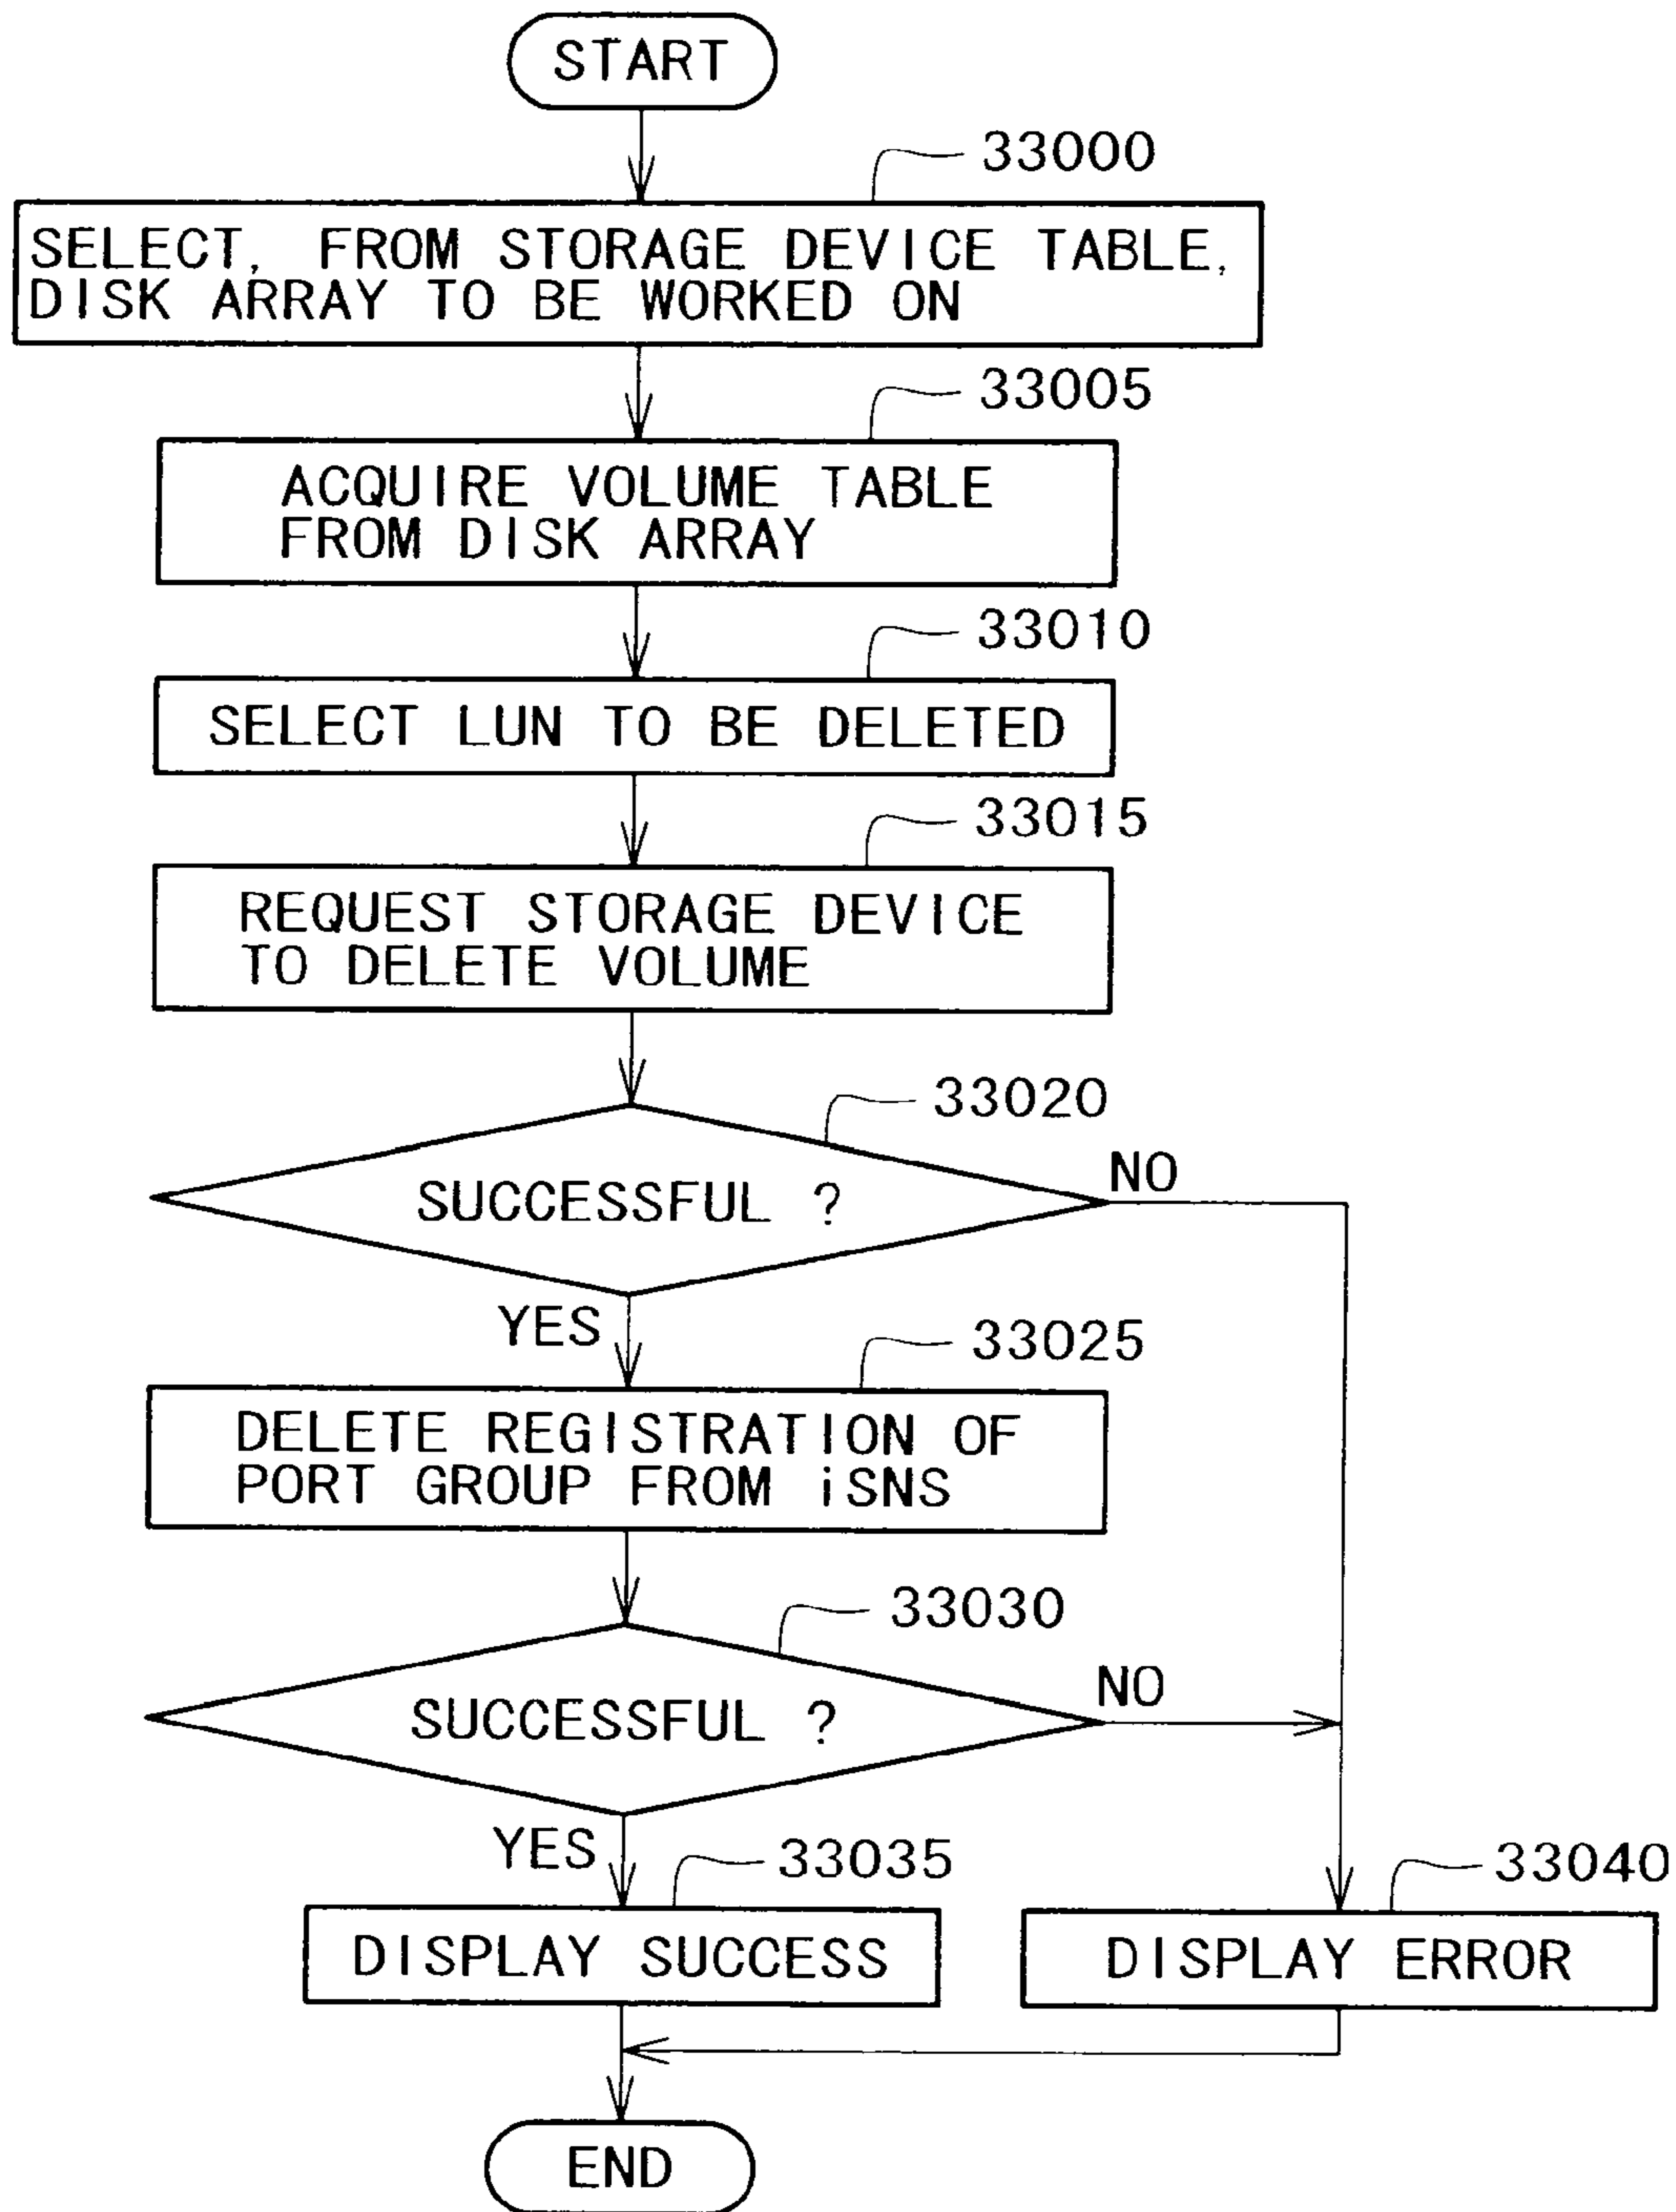 START
33000
SELECT, FROM STORAGE DEVICE TABLE,
DISK ARRAY TO BE WORKED ON
33005
ACQUIRE VOLUME TABLE
FROM DISK ARRAY
33010
SELECT LUN TO BE DELETED
33015
REQUEST STORAGE DEVICE
TO DELETE VOLUME
33020
SUCCESSFUL ?
NO
YES
33025
DELETE REGISTRATION OF
PORT GROUP FROM iSNS
33030
SUCCESSFUL ?
NO
YES
33035
DISPLAY SUCCESS
33040
DISPLAY ERROR
END